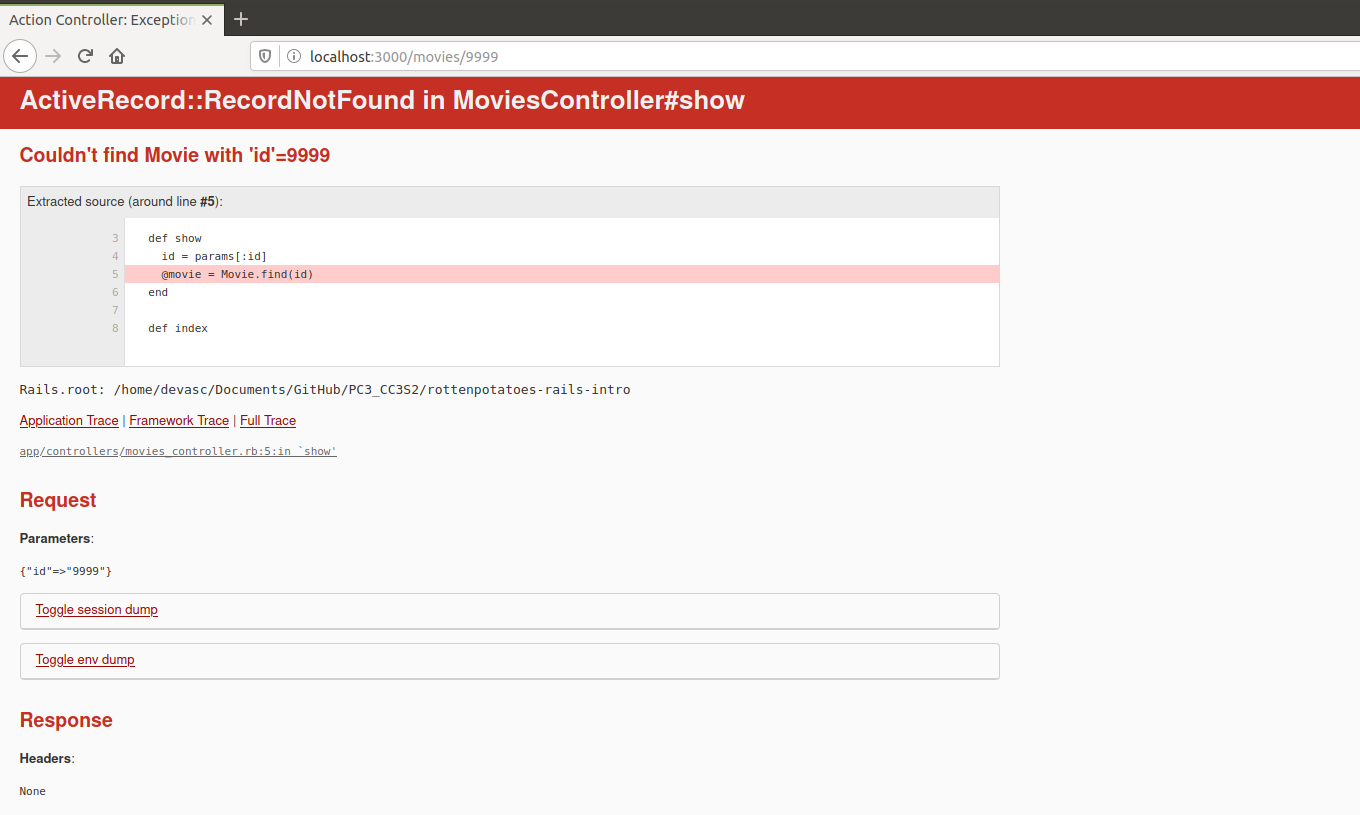 Action Controller: Exception
localhost:3000/movies/9999
ActiveRecord::RecordNotFound in MoviesController#show
Couldn't find Movie with 'id'=9999
Extracted source (around line #5):
3 def show
4 id = params[:id]
5 @movie = Movie.find(id)
6 end
7
8 def index
Rails.root: /home/devasc/Documents/GitHub/PC3_CC3S2/rottenpotatoes-rails-intro
Application Trace | Framework Trace | Full Trace
app/controllers/movies_controller.rb:5:in `show'
Request
Parameters:
{"id"=>"9999"}
Toggle session dump
Toggle env dump
Response
Headers:
None